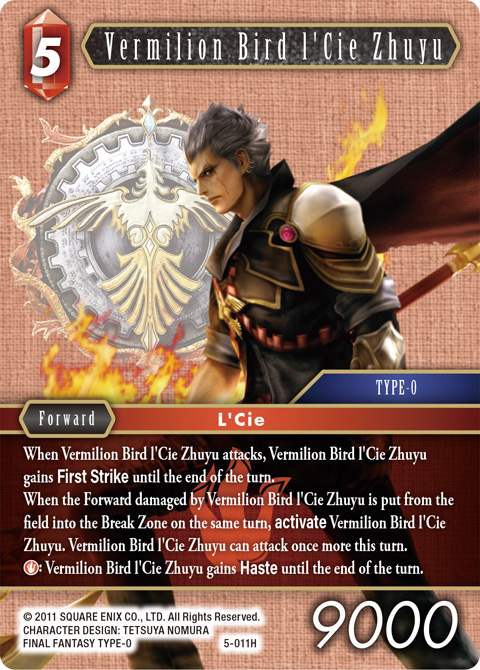 5
Vermilion Bird l'Cie Zhuyu
TYPE-0
Forward
L'Cie
When Vermilion Bird l'Cie Zhuyu attacks, Vermilion Bird l'Cie Zhuyu
gains First Strike until the end of the turn.
When the Forward damaged by Vermilion Bird l'Cie Zhuyu is put from the
field into the Break Zone on the same turn, activate Vermilion Bird l'Cie
Zhuyu. Vermilion Bird l'Cie Zhuyu can attack once more this turn.
: Vermilion Bird l'Cie Zhuyu gains Haste until the end of the turn.
© 2011 SQUARE ENIX CO., LTD. All Rights Reserved.
CHARACTER DESIGN: TETSUYA NOMURA
FINAL FANTASY TYPE-0
5-011H
9000